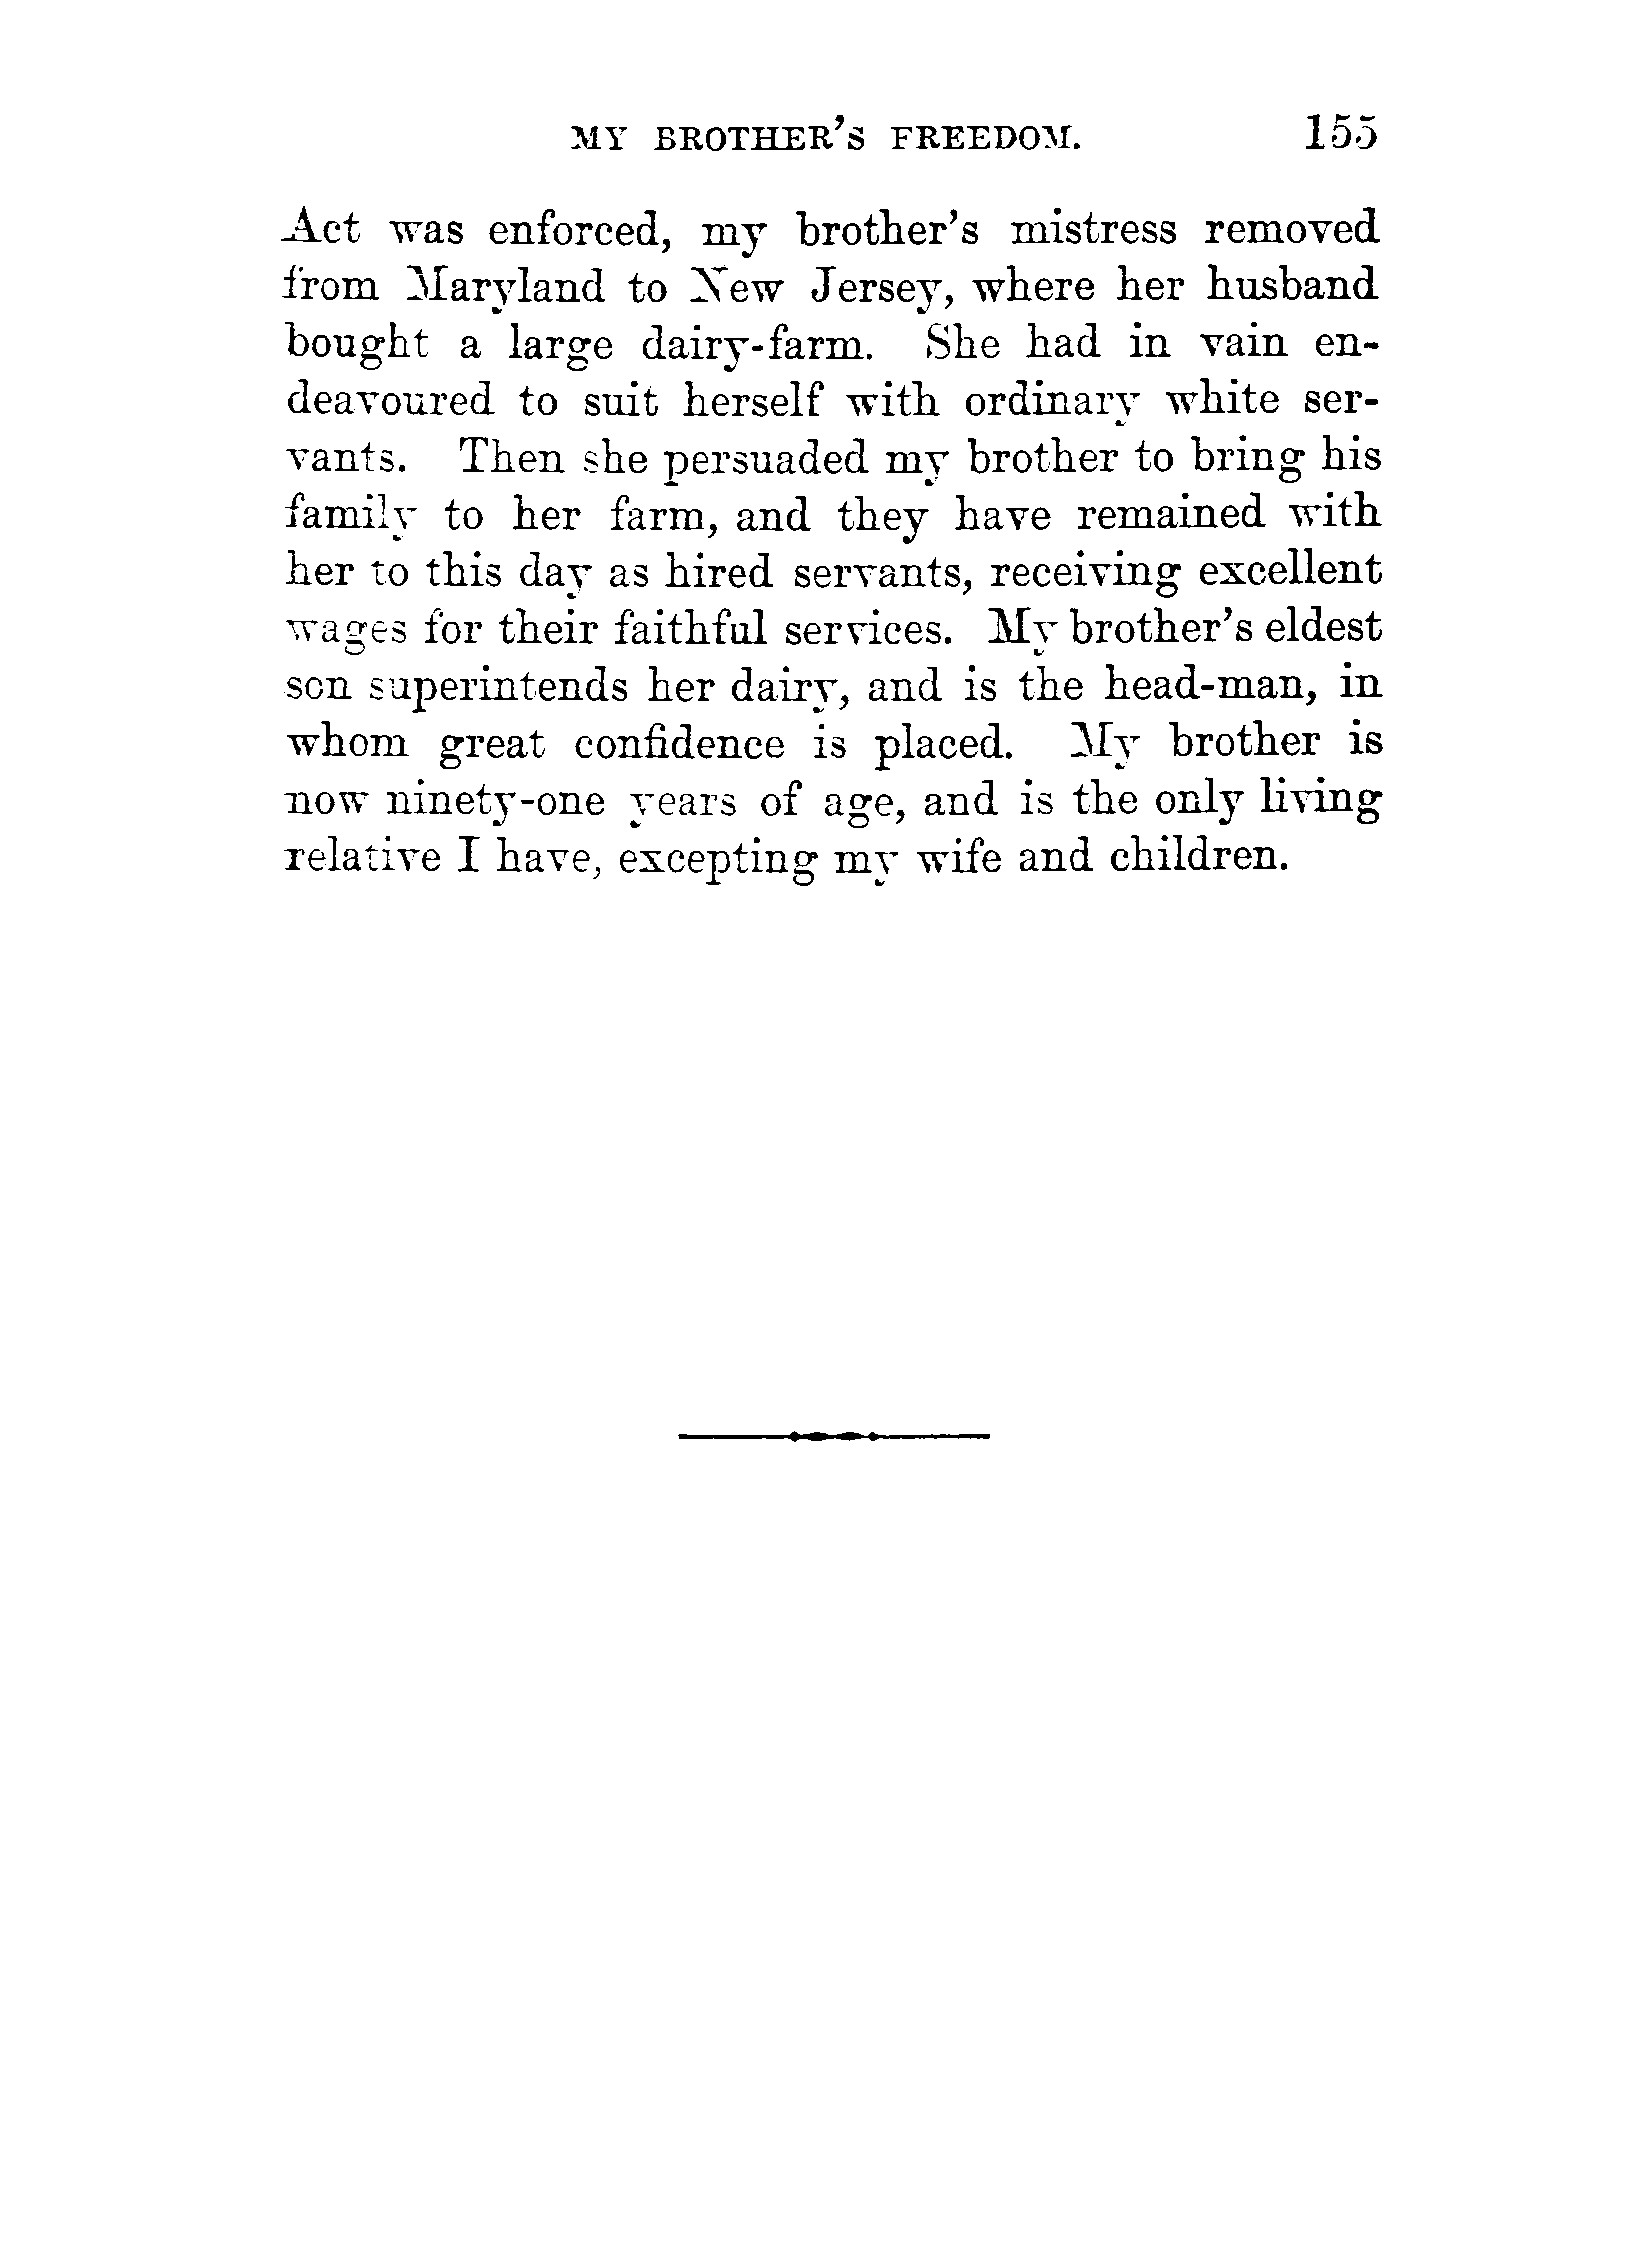 MY BROTHER'S FREEDOM. 155
Act was enforced, my brother's mistress removed
from Maryland to New Jersey, where her husband
bought a large dairy-farm. She had in vain en-
deavoured to suit herself with ordinary white ser-
vants. Then she persuaded my brother to bring his
family to her farm, and they have remained with
her to this day as hired servants, receiving excellent
wages for their faithful services. My brother's eldest
son superintends her dairy, and is the head-man, in
whom great confidence is placed. My brother is
now ninety-one years of age, and is the only living
relative I have, excepting my wife and children.